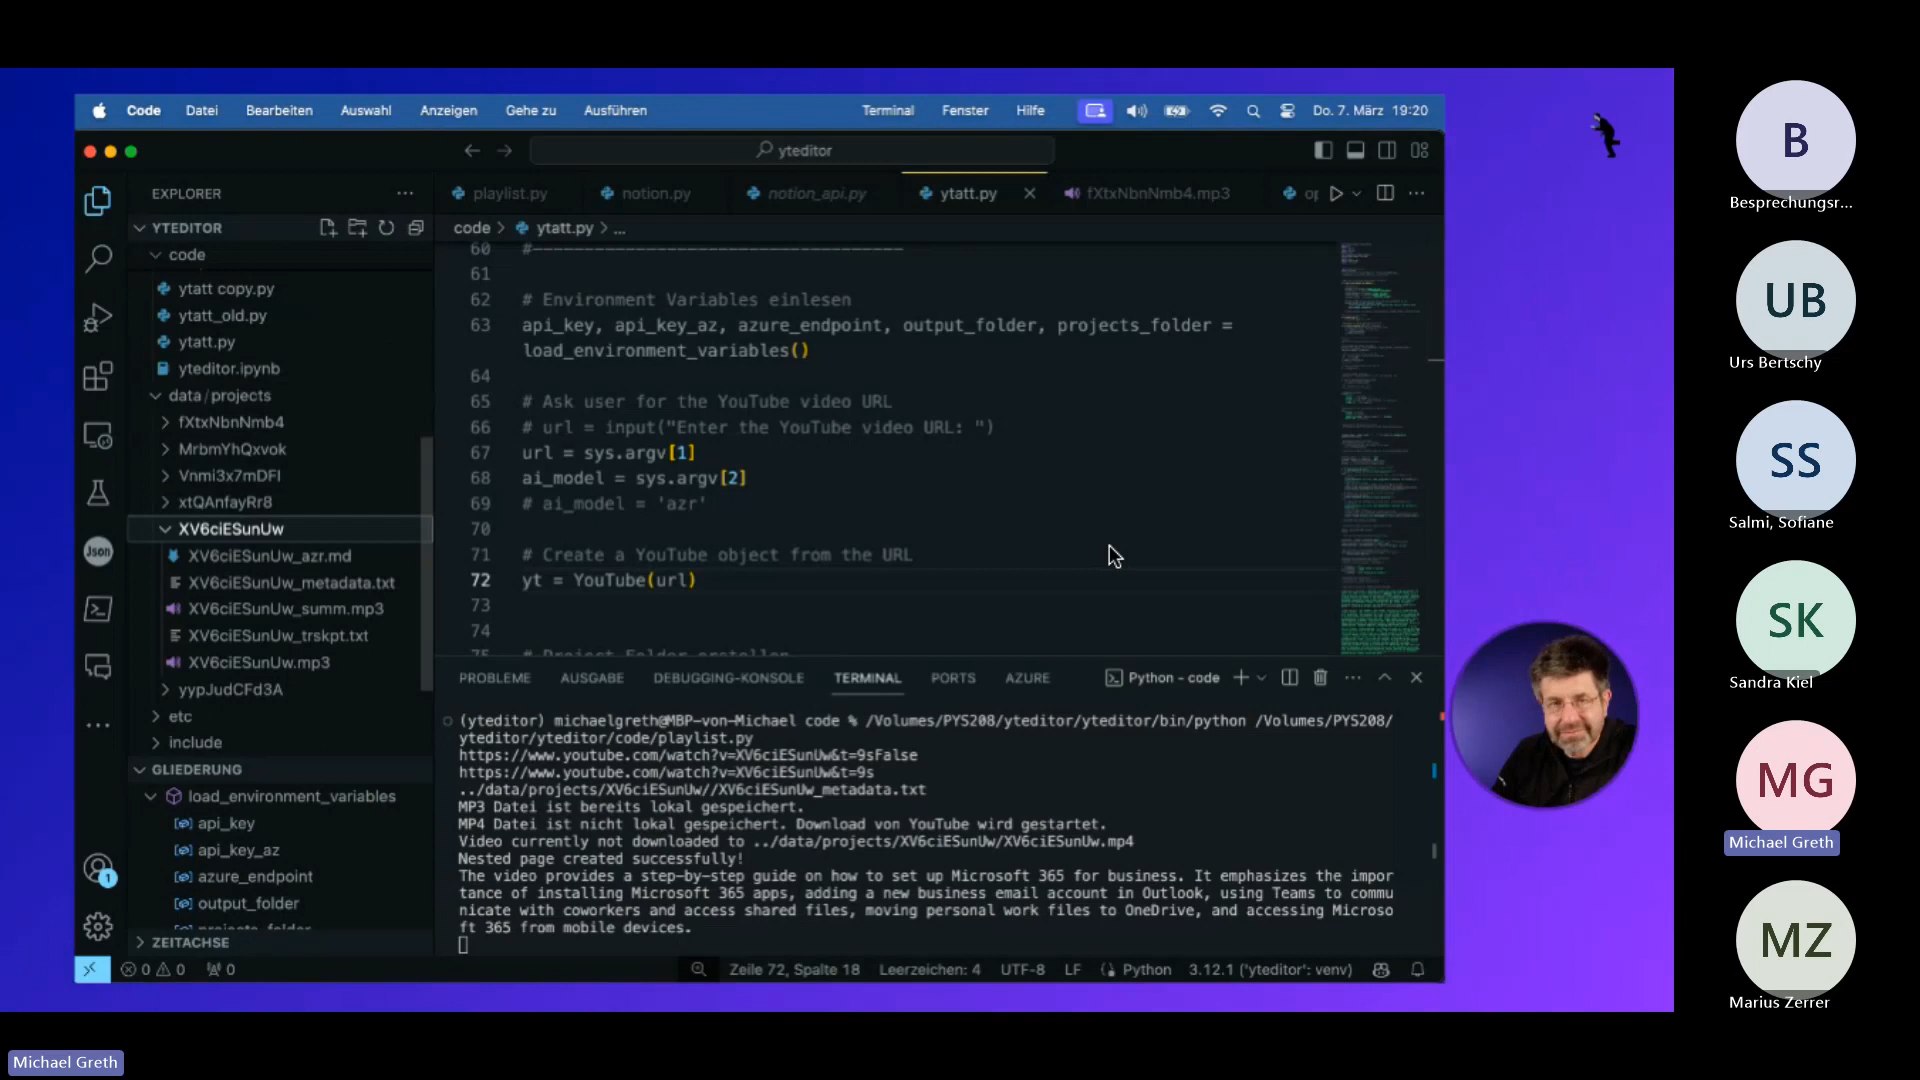 Code Datei Bearbeiten Auswahl Anzeigen Gehe zu Ausführen Terminal Fenster Hilfe Do. 7. März 19:20
yteditor
EXPLORER
playlist.py notion.py notion_api.py ytatt.py fXtxNbnNmb4.mp3
YTEDITOR
code > ytatt.py > ...
code
ytatt copy.py
ytatt_old.py
ytatt.py
yteditor.ipynb
data/projects
fXtxNbnNmb4
MrbmYhQxvok
Vnmi3x7mDFI
xtQAnfayRr8
XV6ciESunUw
XV6ciESunUw_azr.md
XV6ciESunUw_metadata.txt
XV6ciESunUw_summ.mp3
XV6ciESunUw_trskpt.txt
XV6ciESunUw.mp3
yypJudCFd3A
etc
include
GLIEDERUNG
load_environment_variables
api_key
api_key_az
azure_endpoint
output_folder
projects_folder
ZEITACHSE
Json
1
60 #------------------------------------
61
62 # Environment Variables einlesen
63 api_key, api_key_az, azure_endpoint, output_folder, projects_folder =
load_environment_variables()
64
65 # Ask user for the YouTube video URL
66 # url = input("Enter the YouTube video URL: ")
67 url = sys.argv[1]
68 ai_model = sys.argv[2]
69 # ai_model = 'azr'
70
71 # Create a YouTube object from the URL
72 yt = YouTube(url)
73
74
75 # Project Folder erstellen
PROBLEME AUSGABE DEBUGGING-KONSOLE TERMINAL PORTS AZURE Python - code
(yteditor) michaelgreth@MBP-von-Michael code % /Volumes/PYS208/yteditor/yteditor/bin/python /Volumes/PYS208/
yteditor/yteditor/code/playlist.py
https://www.youtube.com/watch?v=XV6ciESunUw&t=9sFalse
https://www.youtube.com/watch?v=XV6ciESunUw&t=9s
../data/projects/XV6ciESunUw//XV6ciESunUw_metadata.txt
MP3 Datei ist bereits lokal gespeichert.
MP4 Datei ist nicht lokal gespeichert. Download von YouTube wird gestartet.
Video currently not downloaded to ../data/projects/XV6ciESunUw/XV6ciESunUw.mp4
Nested page created successfully!
The video provides a step-by-step guide on how to set up Microsoft 365 for business. It emphasizes the impor
tance of installing Microsoft 365 apps, adding a new business email account in Outlook, using Teams to commu
nicate with coworkers and access shared files, moving personal work files to OneDrive, and accessing Microso
ft 365 from mobile devices.
0 0 0 Zeile 72, Spalte 18 Leerzeichen: 4 UTF-8 LF Python 3.12.1 ('yteditor': venv)
B
Besprechungsr...
UB
Urs Bertschy
SS
Salmi, Sofiane
SK
Sandra Kiel
MG
Michael Greth
MZ
Marius Zerrer
Michael Greth